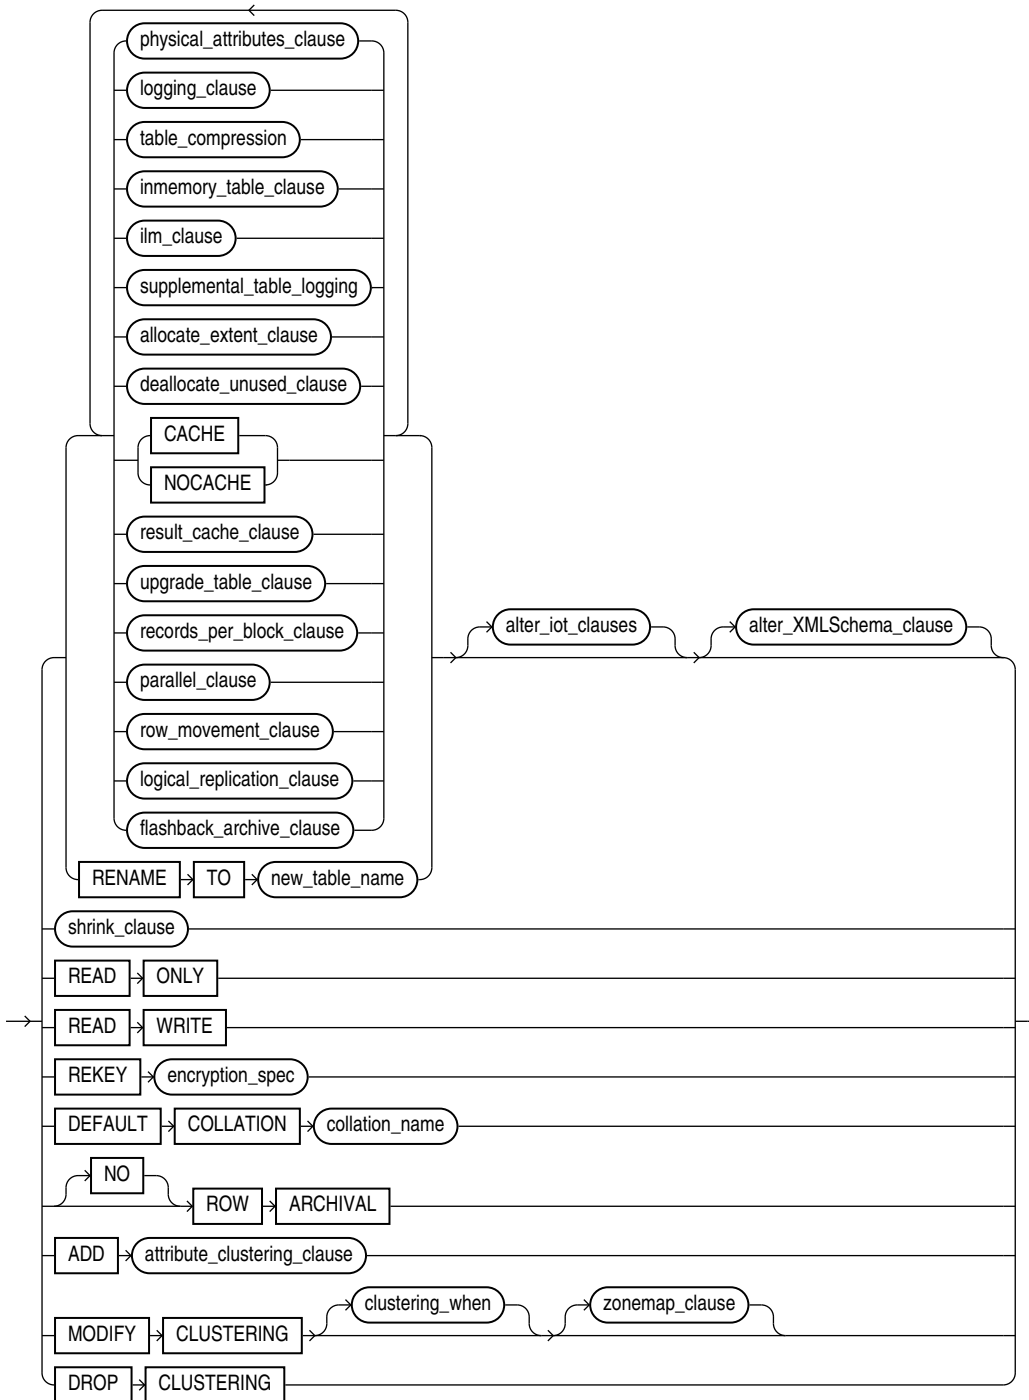 physical_attributes_clause
logging_clause
table_compression
inmemory_table_clause
ilm_clause
supplemental_table_logging
allocate_extent_clause
deallocate_unused_clause
CACHE
NOCACHE
result_cache_clause
upgrade_table_clause
records_per_block_clause
alter_iot_clauses alter_XMLSchema_clause
parallel_clause
row_movement_clause
logical_replication_clause
flashback_archive_clause
RENAME TO new_table_name
shrink_clause
READ ONLY
READ WRITE
REKEY encryption_spec
DEFAULT COLLATION collation_name
NO
ROW ARCHIVAL
ADD attribute_clustering_clause
clustering_when zonemap_clause
MODIFY CLUSTERING
DROP CLUSTERING